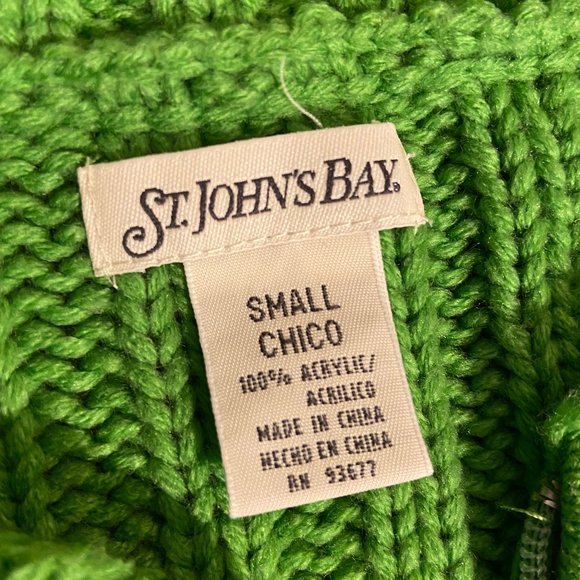 ST. JOHN'S BAY®
SMALL
CHICO
100% ACRYLIC/
ACRILICO
MADE IN CHINA
HECHO EN CHINA
RN 93677